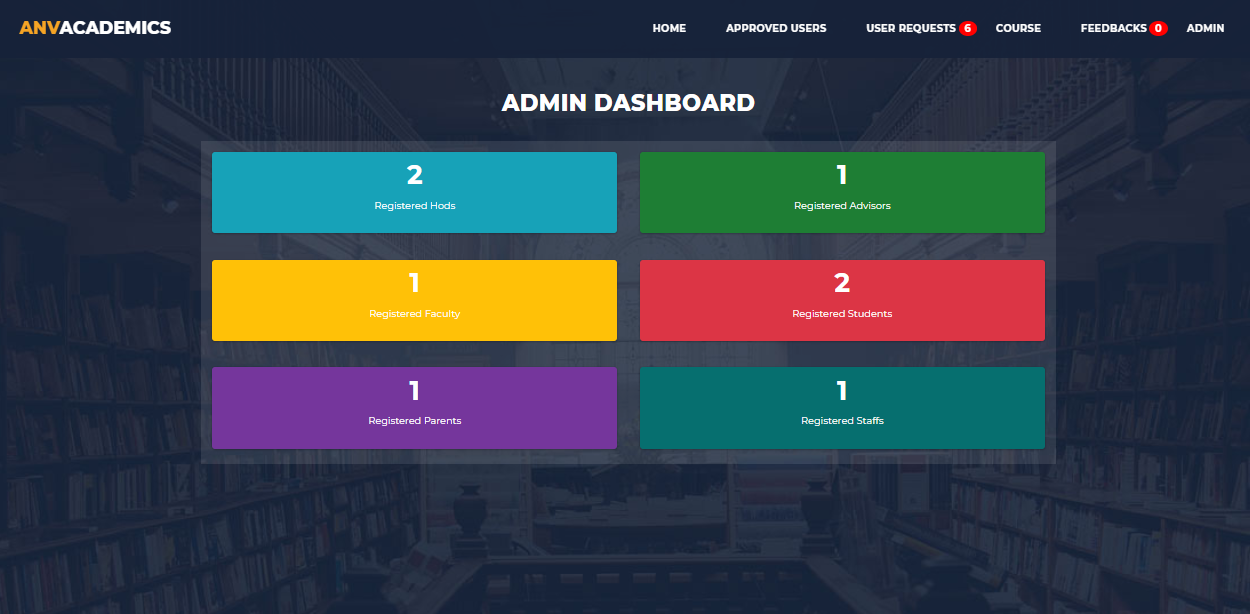 ANVACADEMICS
HOME APPROVED USERS USER REQUESTS 6 COURSE FEEDBACKS 0 ADMIN
ADMIN DASHBOARD
2
Registered Hods
1
Registered Advisors
1
Registered Faculty
2
Registered Students
1
Registered Parents
1
Registered Staffs